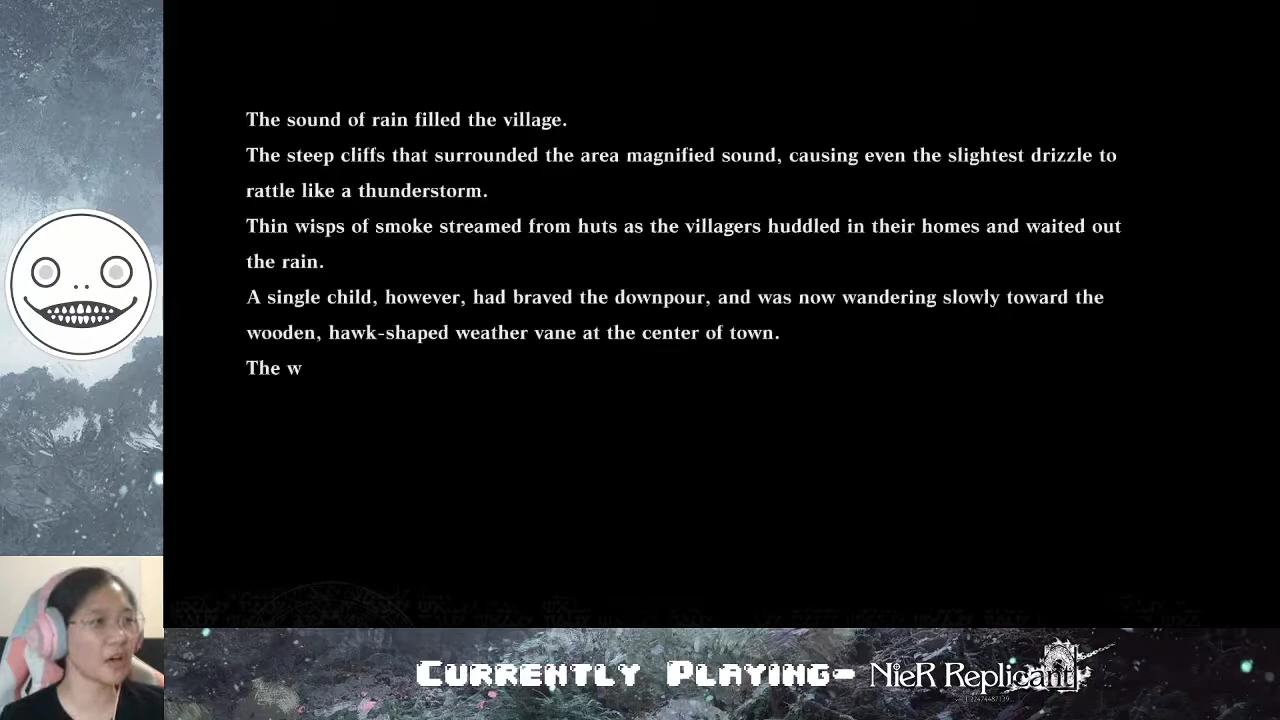 The sound of rain filled the village.
The steep cliffs that surrounded the area magnified sound, causing even the slightest drizzle to
rattle like a thunderstorm.
Thin wisps of smoke streamed from huts as the villagers huddled in their homes and waited out
the rain.
A single child, however, had braved the downpour, and was now wandering slowly toward the
wooden, hawk-shaped weather vane at the center of town.
The w
Currently Playing- NieR Replicant